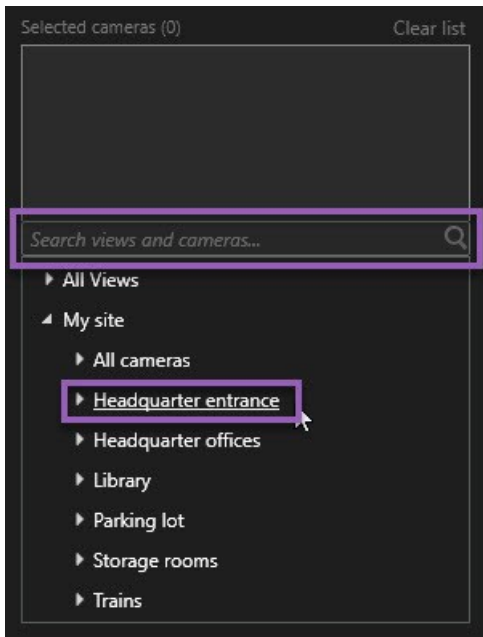 Selected cameras (0) Clear list
Search views and cameras...
All Views
My site
All cameras
Headquarter entrance
Headquarter offices
Library
Parking lot
Storage rooms
Trains